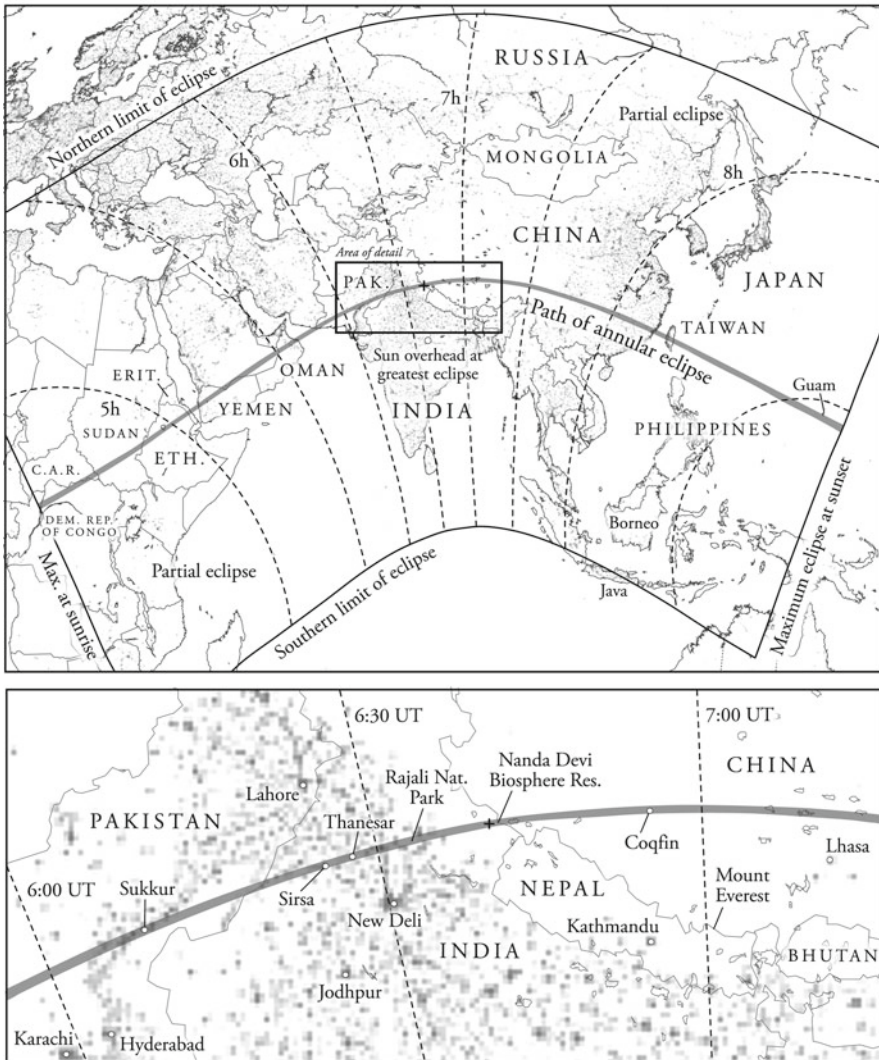 RUSSIA
Northern limit of eclipse
7h
Partial eclipse
MONGOLIA
6h
8h
CHINA
Area of detail
PAK.
JAPAN
Path of annular eclipse
TAIWAN
Sun overhead at
greatest eclipse
OMAN
ERIT.
YEMEN
INDIA
Guam
5h
SUDAN
PHILIPPINES
ETH.
C.A.R.
DEM. REP.
OF CONGO
Borneo
Max. at sunrise
Partial eclipse
Southern limit of eclipse
Java
Maximum eclipse at sunset
6:30 UT
7:00 UT
CHINA
Nanda Devi
Biosphere Res.
Rajali Nat.
Park
Lahore
PAKISTAN
Thanesar
Coqfin
Lhasa
6:00 UT
Sukkur
Sirsa
NEPAL
Mount
Everest
New Deli
Kathmandu
INDIA
BHUTAN
Jodhpur
Karachi
Hyderabad